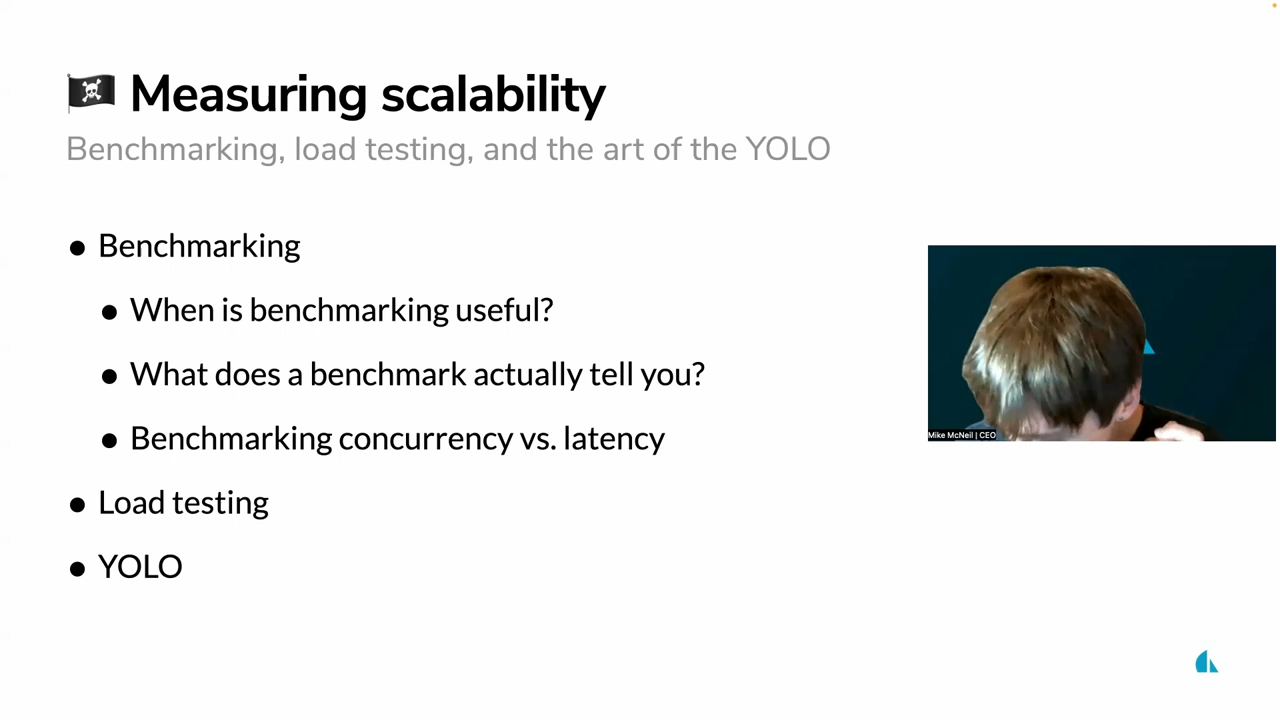 🏴‍☠️ Measuring scalability
Benchmarking, load testing, and the art of the YOLO
● Benchmarking
● When is benchmarking useful?
● What does a benchmark actually tell you?
● Benchmarking concurrency vs. latency
● Load testing
● YOLO
Mike McNeil | CEO